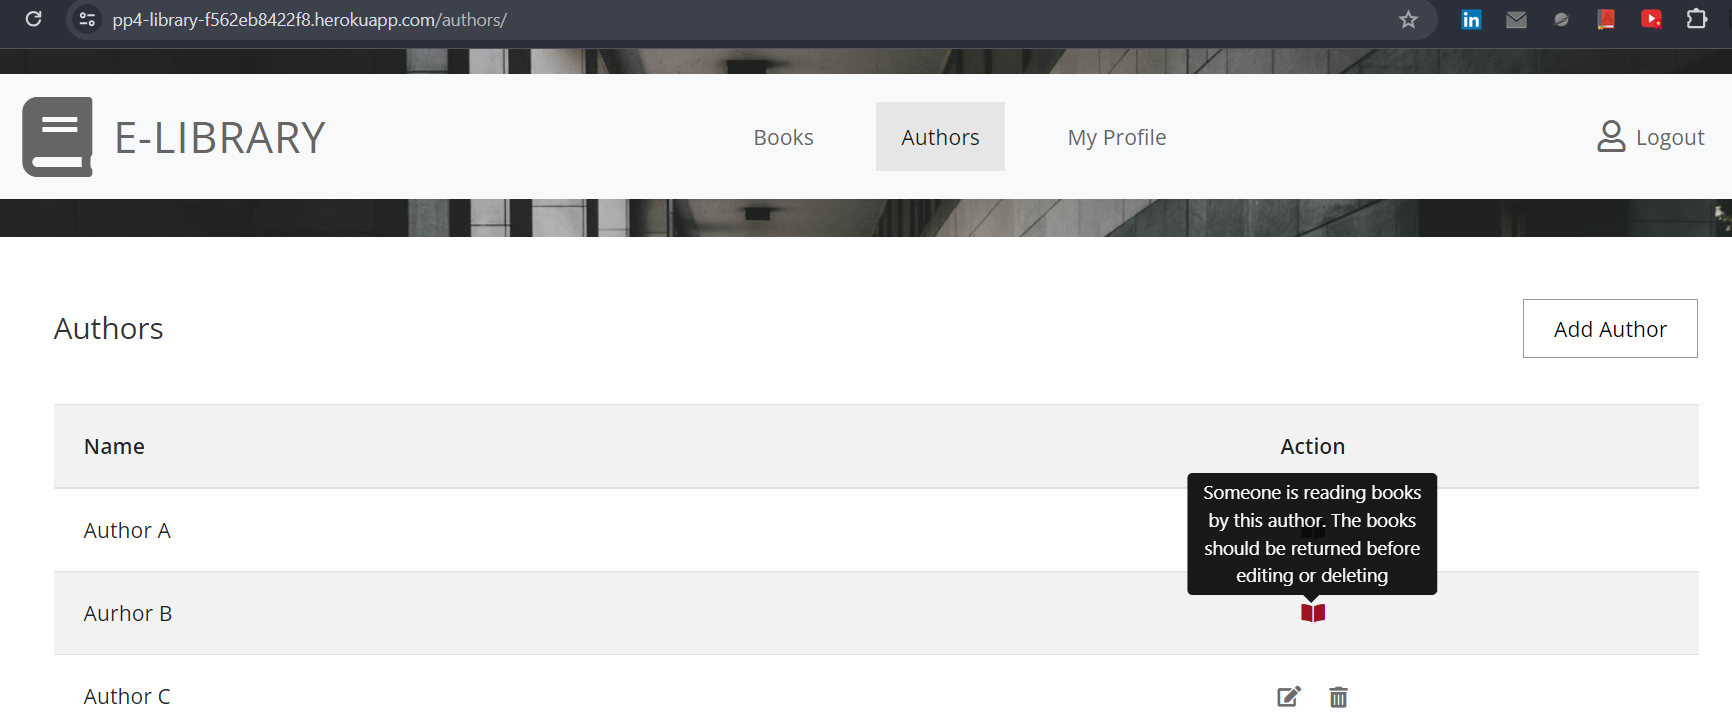 pp4-library-f562eb8422f8.herokuapp.com/authors/
in
E-LIBRARY
Books
Authors
My Profile
Logout
Authors
Add Author
Name
Action
Author A
Someone is reading books
by this author. The books
should be returned before
editing or deleting
Aurhor B
Author C